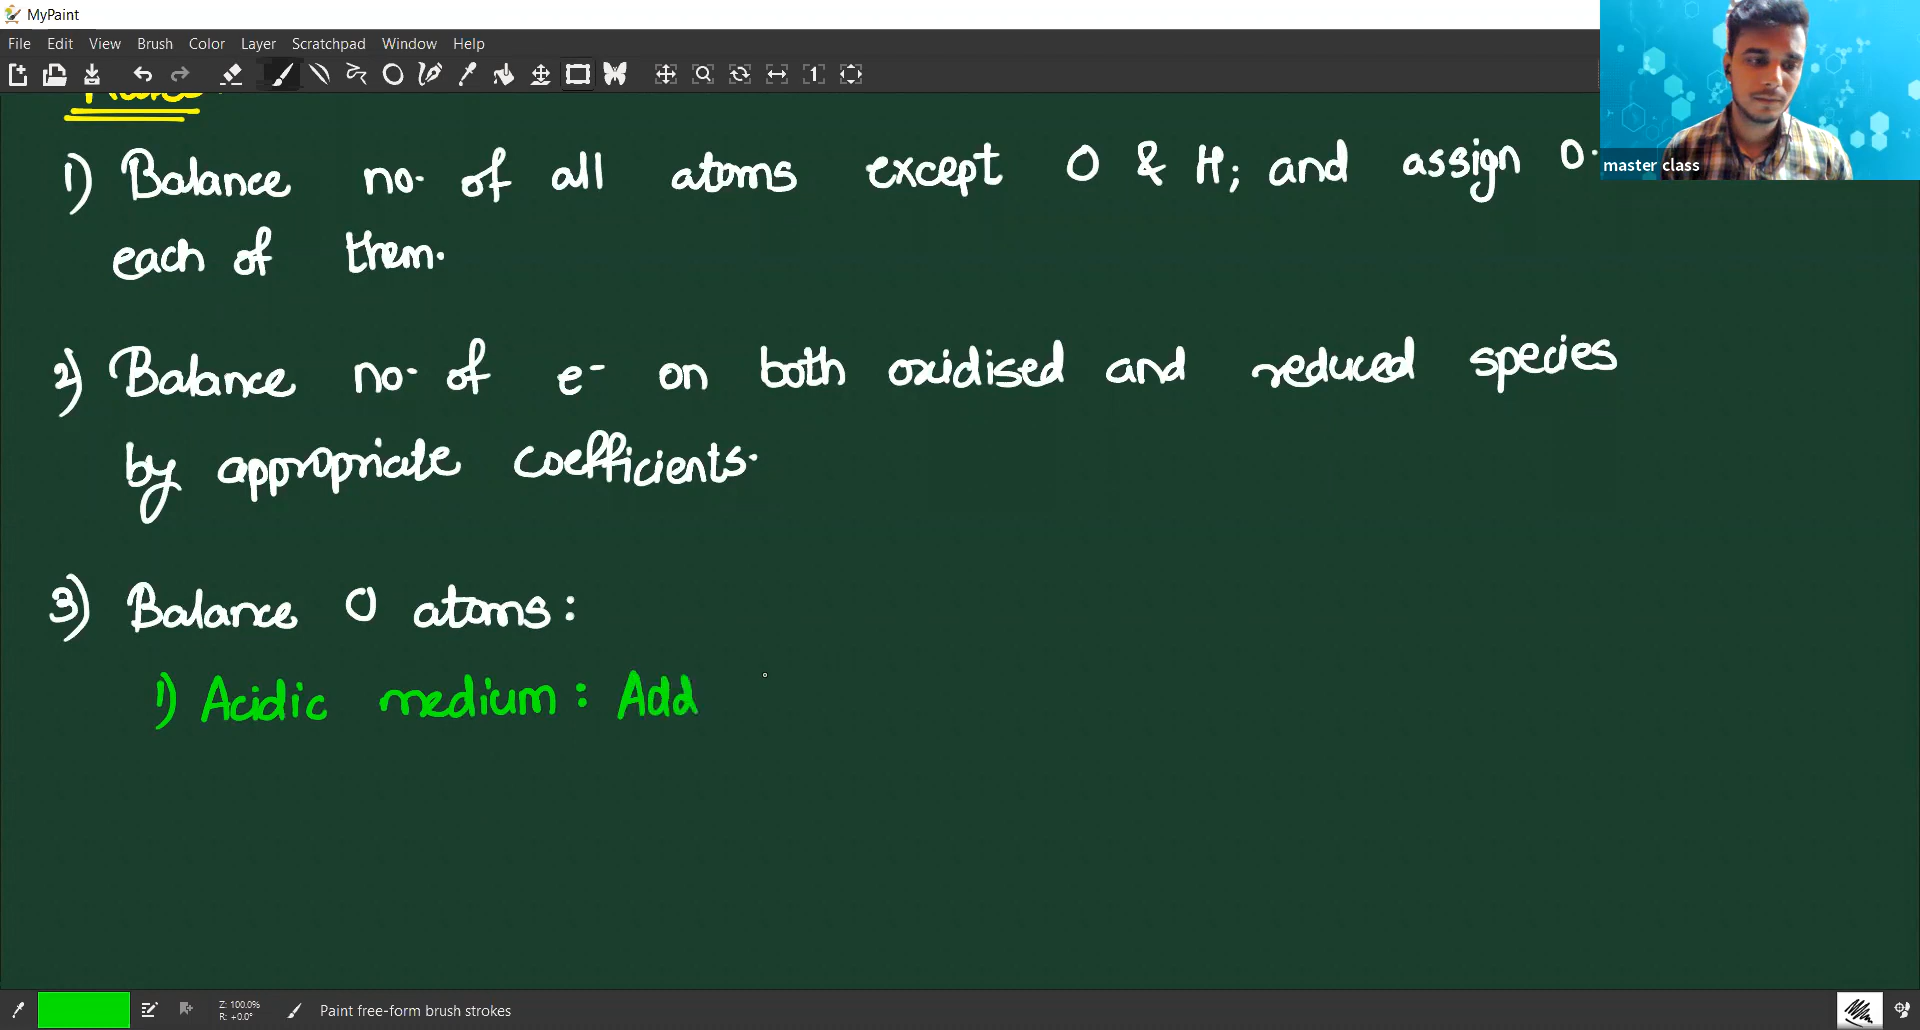 MyPaint
File Edit View Brush Color Layer Scratchpad Window Help
1
master class
1) Balance no. of all atoms except O & H; and assign O.
each of them.
2) Balance no. of e- on both oxidised and reduced species
by appropriate coefficients.
3) Balance O atoms:
1) Acidic medium: Add
Z: 100.0%
R: +0.0°
Paint free-form brush strokes